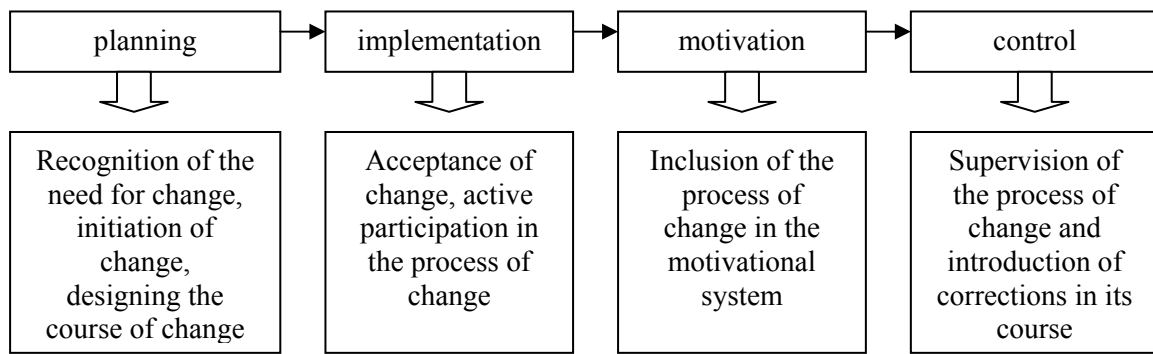 planning
implementation
motivation
control
Recognition of the
need for change,
initiation of
change,
designing the
course of change
Acceptance of
change, active
participation in
the process of
change
Inclusion of the
process of
change in the
motivational
system
Supervision of
the process of
change and
introduction of
corrections in its
course